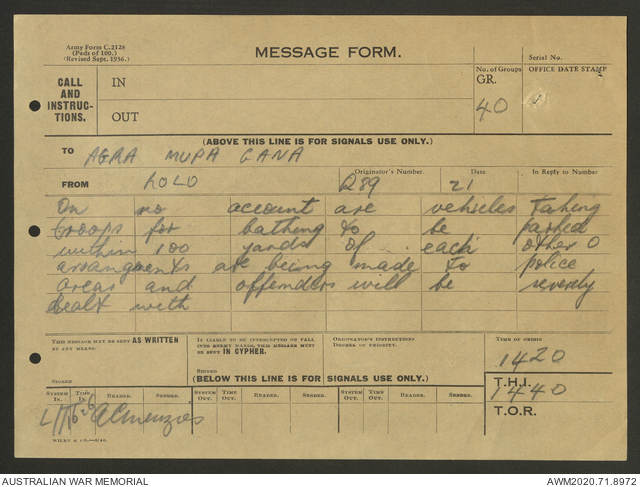 Army Form C.2128
(Pads of 100.)
(Revised Sept. 1936.)
MESSAGE FORM.
Serial No.
No. of Groups
GR.
40
OFFICE DATE STAMP
CALL
AND
INSTRUC-
TIONS.
IN
OUT
(ABOVE THIS LINE IS FOR SIGNALS USE ONLY.)
TO AGRA MUPA GANA
FROM LOLO
Originator's Number.
Q89
Date
21
In Reply to Number
On no account are vehicles taking
troops for bathing to be parked
within 100 yards of each other O
arrangments are being made to police
areas and offenders will be severely
dealt with
THIS MESSAGE MAY BE SENT AS WRITTEN
BY ANY MEANS.
SIGNED
IF LIABLE TO BE INTERCEPTED OR FALL
INTO ENEMY HANDS, THIS MESSAGE MUST
BE SENT IN CYPHER.
SIGNED
ORIGINATOR'S INSTRUCTIONS
DEGREE OF PRIORITY.
TIME OF ORIGIN
1420
T.H.I.
1440
T.O.R.
(BELOW THIS LINE IS FOR SIGNALS USE ONLY.)
SYSTEM IN. TIME IN. READER. SENDER. SYSTEM OUT. TIME OUT. READER. SENDER. SYSTEM OUT. TIME OUT. READER. SENDER.
ACMenzies
AUSTRALIAN WAR MEMORIAL
AWM2020.71.8972